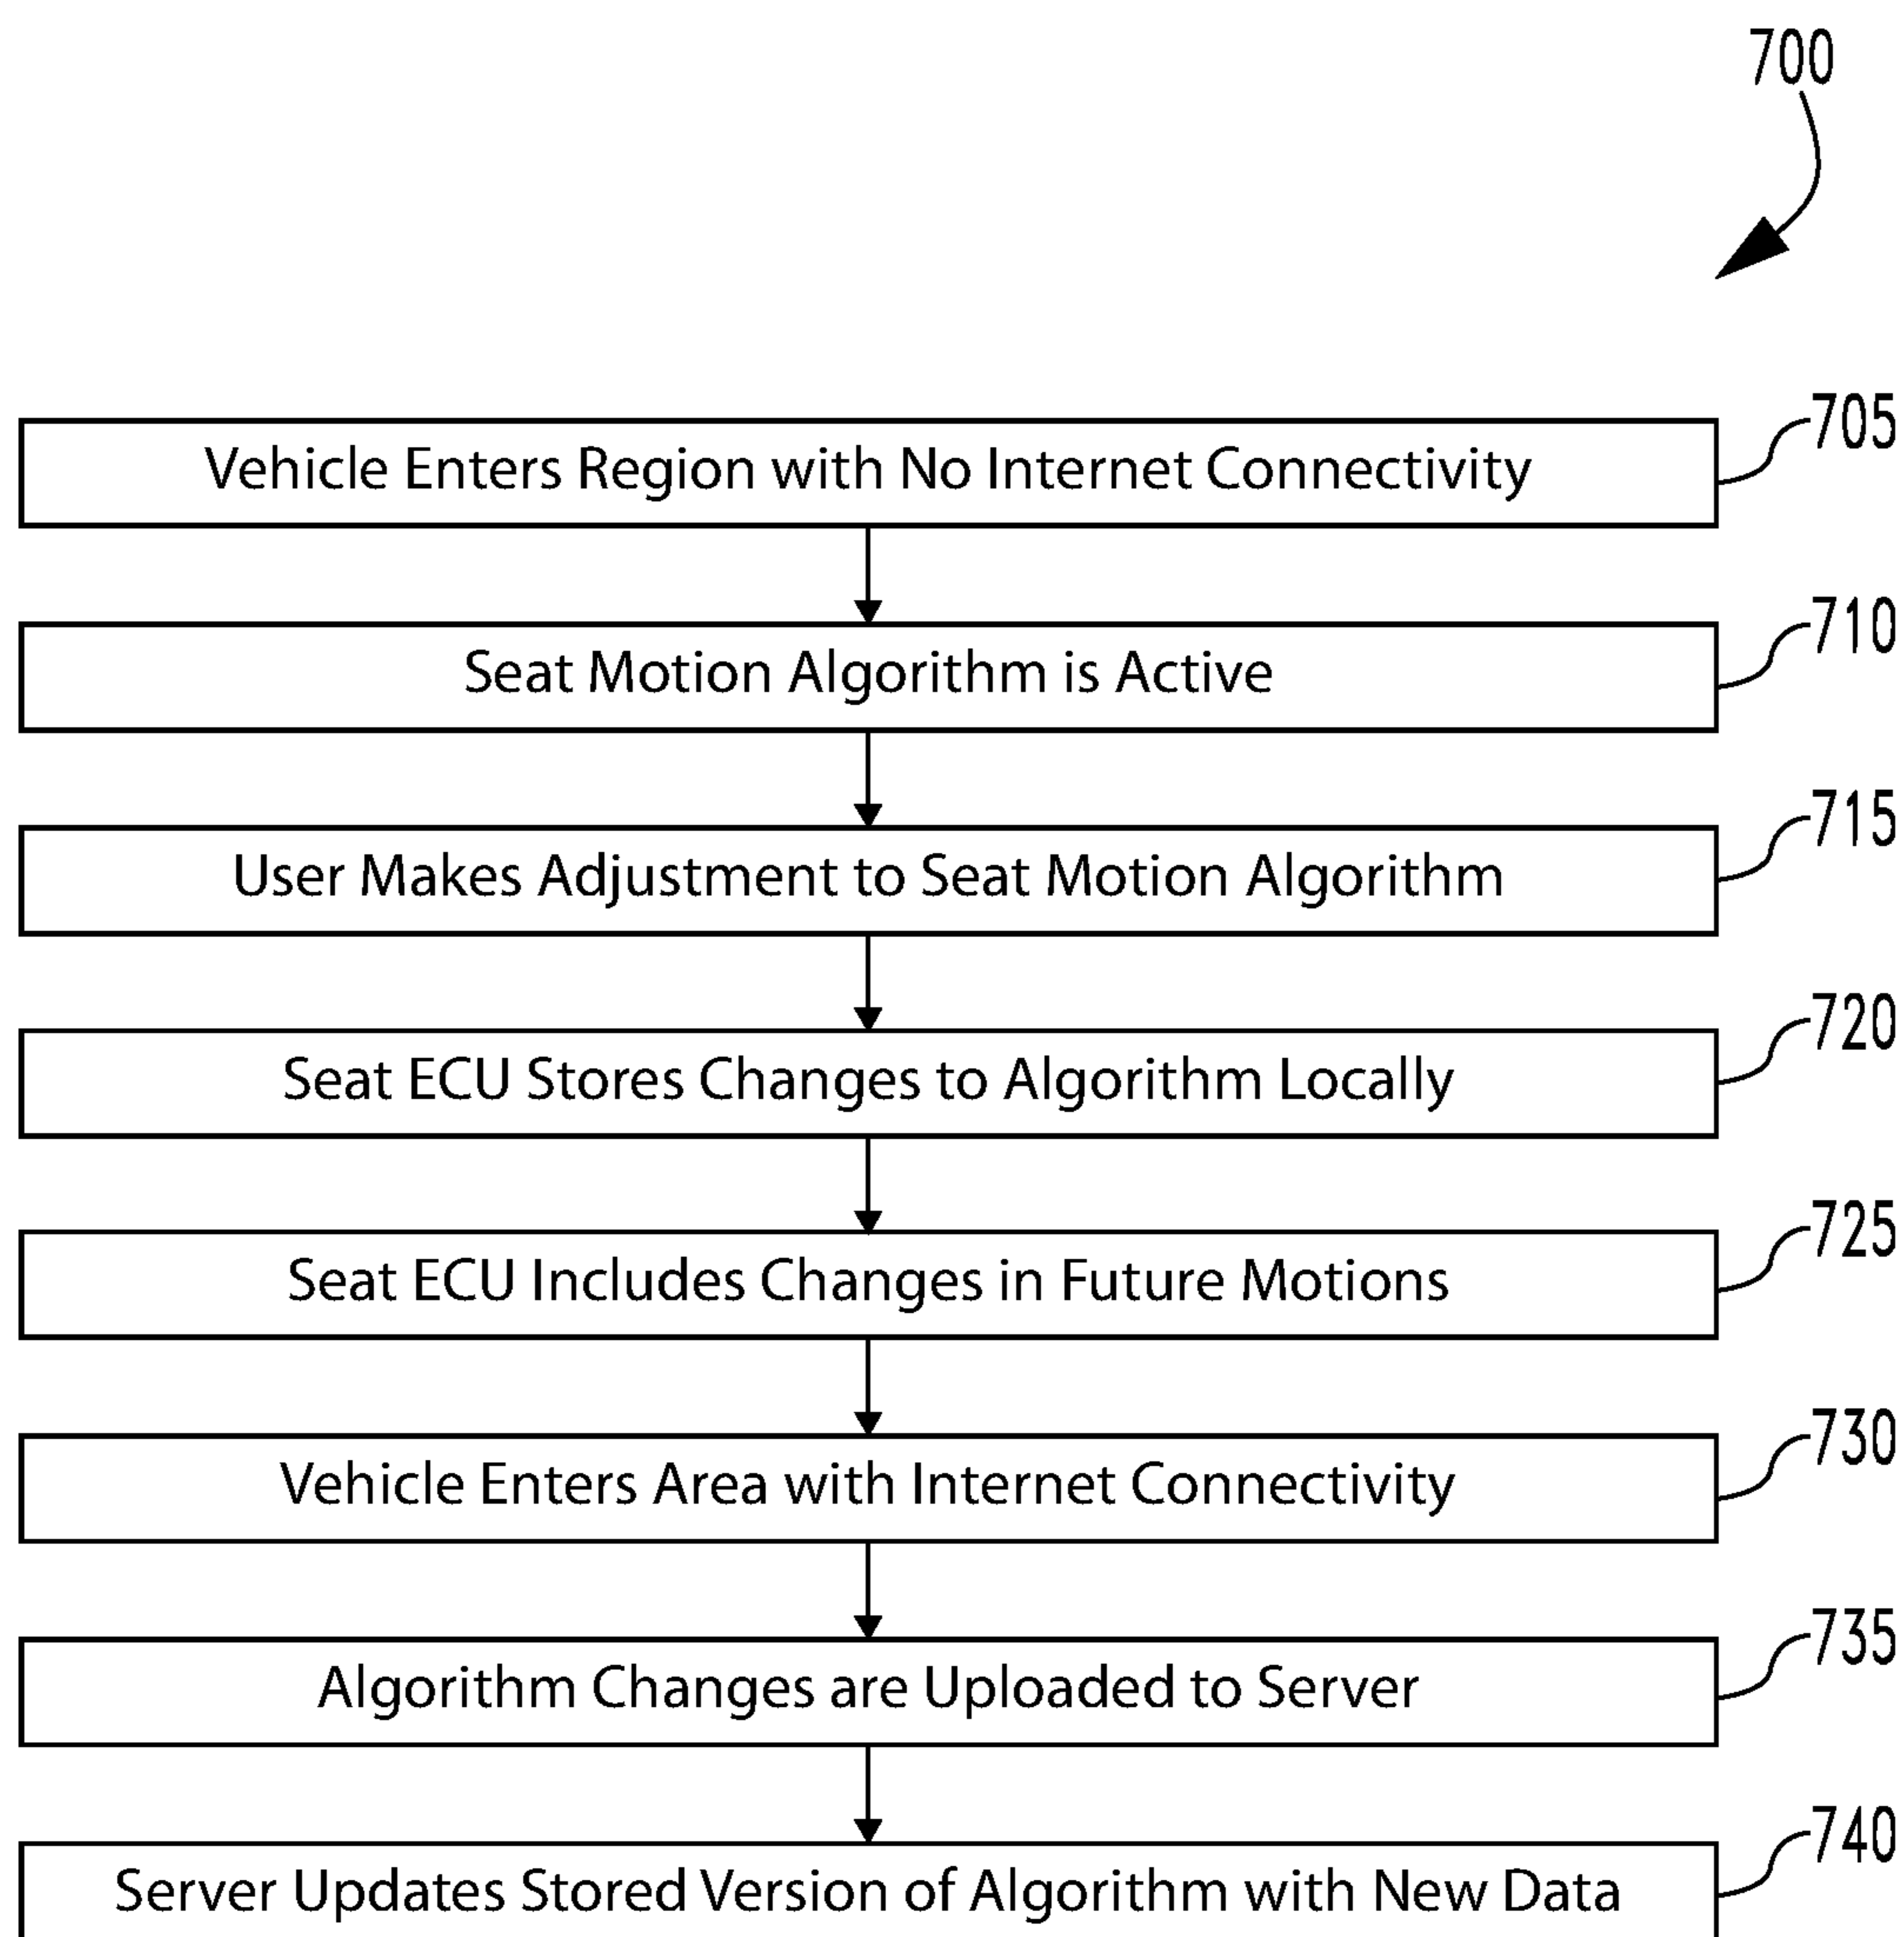 700
Vehicle Enters Region with No Internet Connectivity
705
Seat Motion Algorithm is Active
710
User Makes Adjustment to Seat Motion Algorithm
715
Seat ECU Stores Changes to Algorithm Locally
720
Seat ECU Includes Changes in Future Motions
725
Vehicle Enters Area with Internet Connectivity
730
Algorithm Changes are Uploaded to Server
735
Server Updates Stored Version of Algorithm with New Data
740